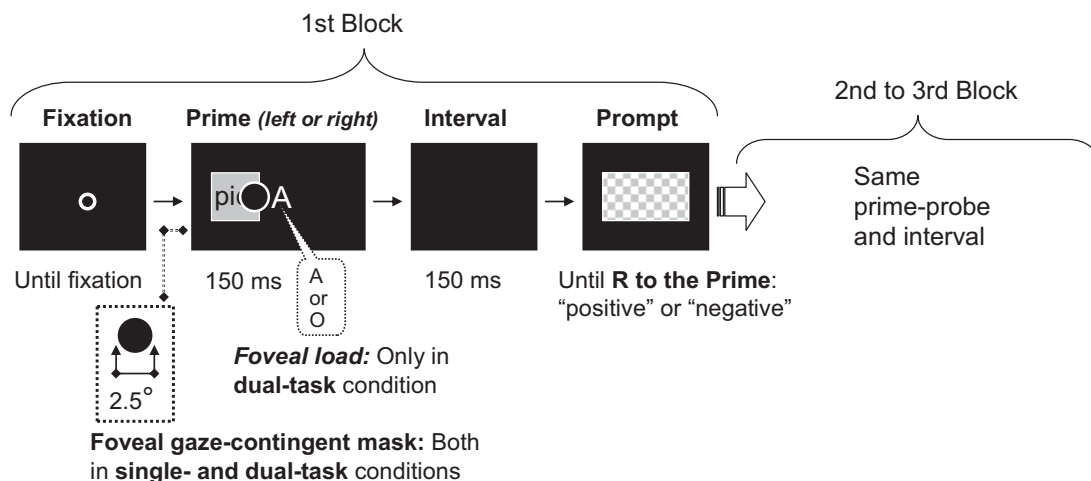 1st Block
2nd to 3rd Block
Fixation
Prime (left or right)
Interval
Prompt
pic
A
Same
prime-probe
and interval
Until fixation
150 ms
A
or
O
150 ms
Until R to the Prime:
“positive” or “negative”
Foveal load: Only in
dual-task condition
2.5°
Foveal gaze-contingent mask: Both
in single- and dual-task conditions